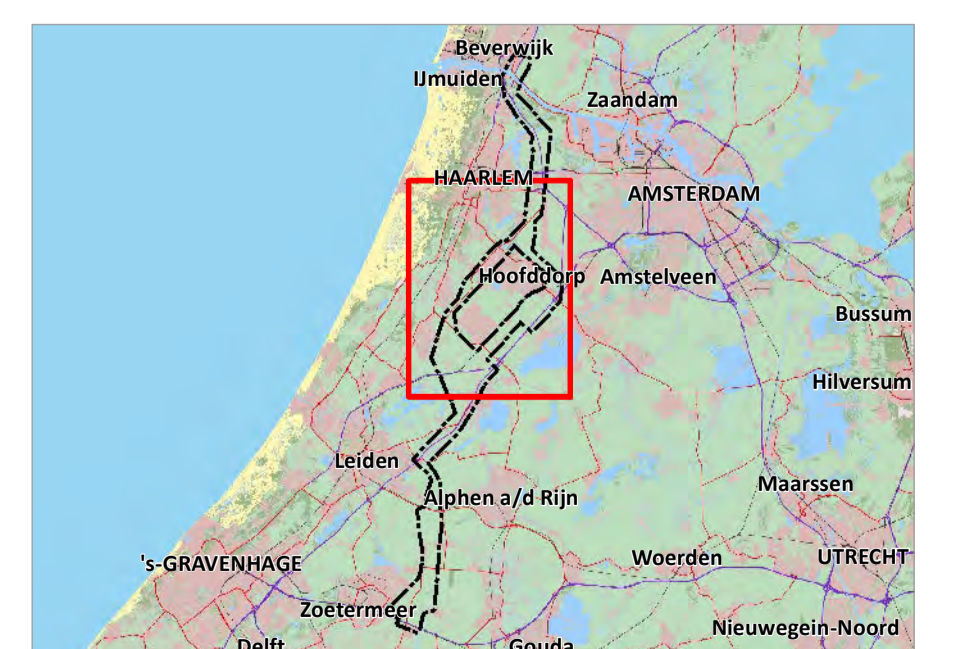 Beverwijk
IJmuiden
Zaandam
HAARLEM
AMSTERDAM
Hoofddorp
Amstelveen
Bussum
Hilversum
Leiden
Maarssen
Alphen a/d Rijn
's-GRAVENHAGE
Woerden
UTRECHT
Zoetermeer
Nieuwegein-Noord
Delft
Gouda